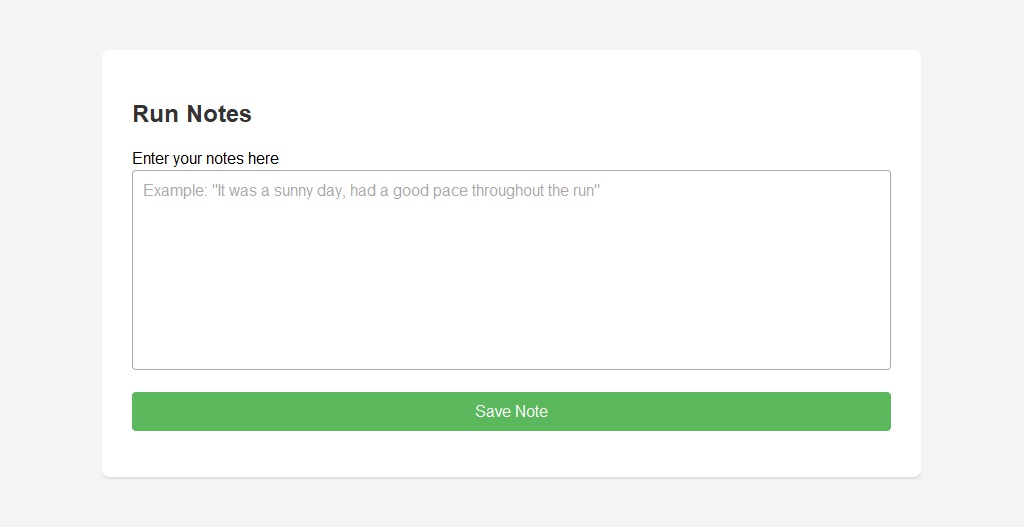 Run Notes
Enter your notes here
Example: "It was a sunny day, had a good pace throughout the run"
Save Note